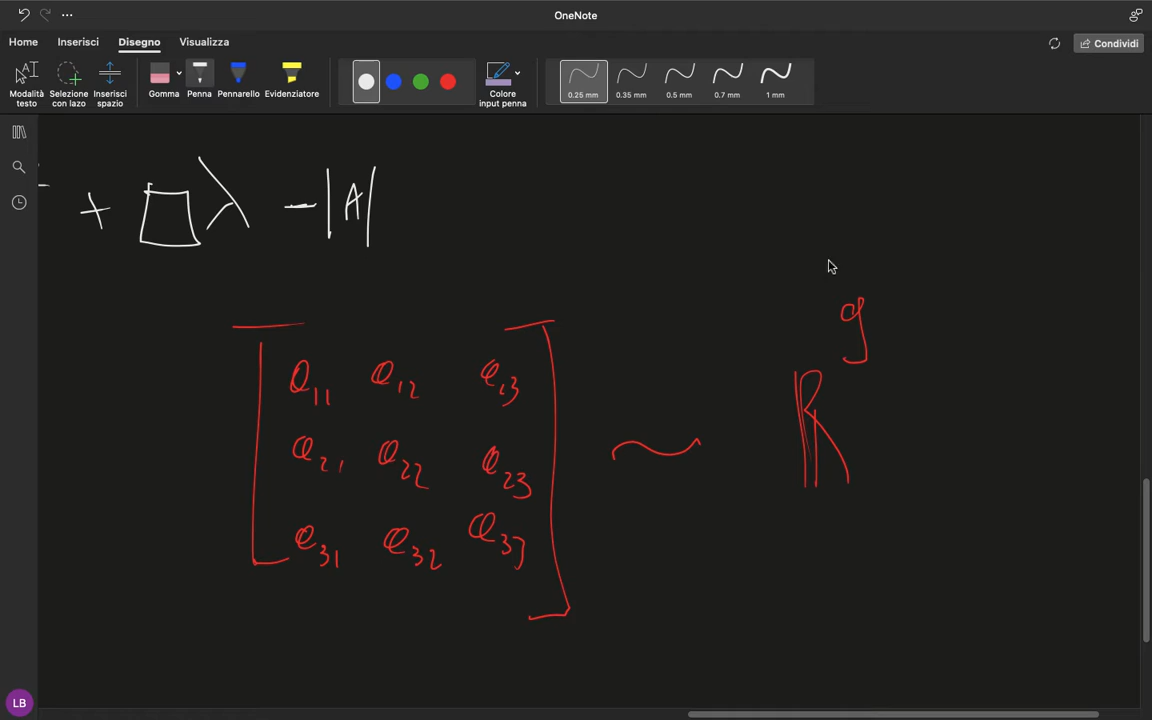 OneNote
Home Inserisci Disegno Visualizza
Condividi
Modalità testo
Selezione con lazo
Inserisci spazio
Gomma
Penna
Pennarello
Evidenziatore
Colore input penna
0.25 mm
0.35 mm
0.5 mm
0.7 mm
1 mm
+ □λ - |A|
a₁₁ a₁₂ a₁₃
a₂₁ a₂₂ a₂₃
a₃₁ a₃₂ a₃₃
~ ℝ⁹
LB